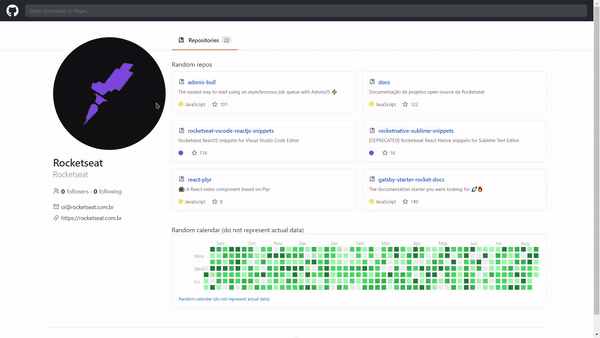 Enter Username or Repo...
Repositories 22
Random repos
adonis-bull
The easiest way to start using an asynchronous job queue with AdonisJS ⚡
JavaScript 101
docs
Documentação de projetos open-source da Rocketseat
JavaScript 122
rocketseat-vscode-reactjs-snippets
Rocketseat ReactJS snippets for Visual Studio Code Editor
116
rocketnative-sublime-snippets
[DEPRECATED] Rocketseat React Native Snippets for Sublime Text Editor
16
react-plyr
A React video component based on Plyr
JavaScript 8
gatsby-starter-rocket-docs
The documentation starter you were looking for 🚀🔥
JavaScript 149
Rocketseat
Rocketseat
0 followers · 0 following
oi@rocketseat.com.br
https://rocketseat.com.br
Random calendar (do not represent actual data)
Sep Oct Nov Dec Jan Feb Mar Apr May Jun Jul Aug
Mon
Wed
Fri
Random calendar (do not represent actual data)